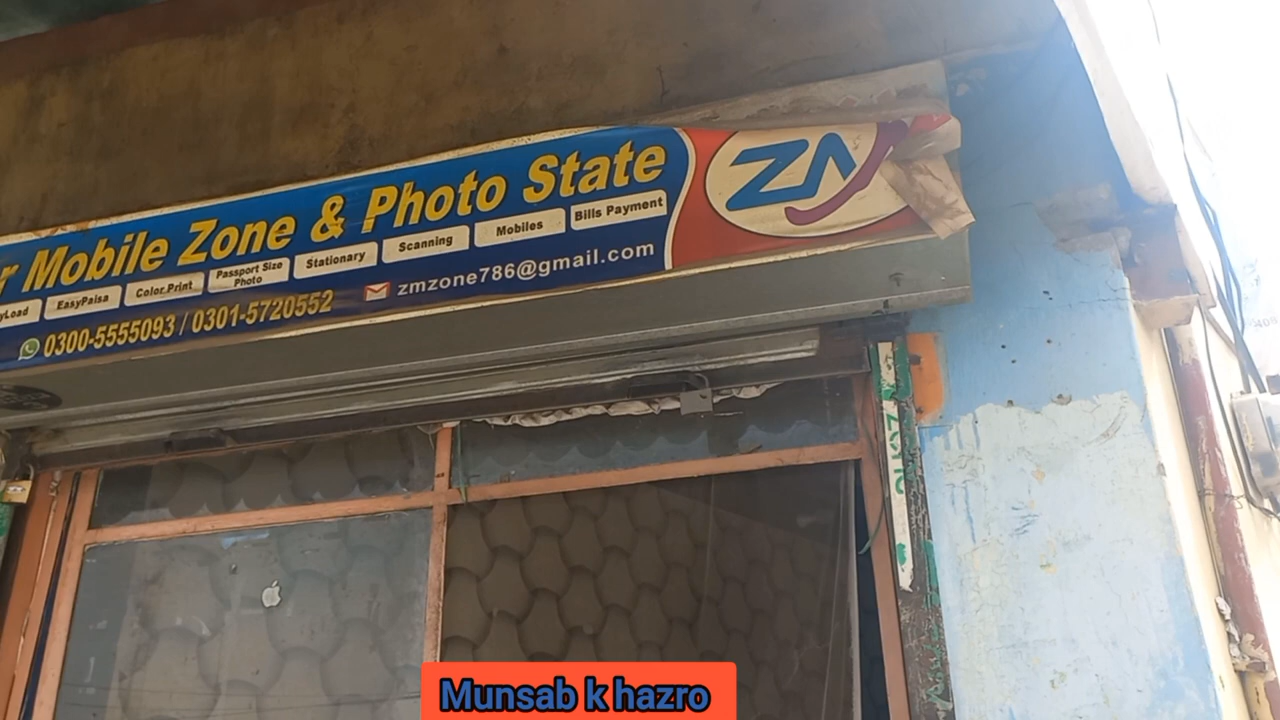 Mobile Zone & Photo State
EasyPaisa
Color Print
Passport Size
Photo
Stationary
Scanning
Mobiles
Bills Payment
0300-5555093 / 0301-5720552
zmzone786@gmail.com
Munsab k hazro